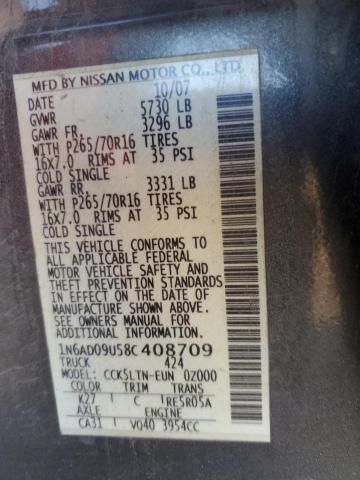 MFD BY NISSAN MOTOR CO., LTD
DATE 10/07
GVWR 5730 LB
GAWR FR. 3296 LB
WITH P265/70R16 TIRES
16x7.0 RIMS AT 35 PSI
COLD SINGLE
GAWR RR. 3331 LB
WITH P265/70R16 TIRES
16x7.0 RIMS AT 35 PSI
COLD SINGLE
THIS VEHICLE CONFORMS TO
ALL APPLICABLE FEDERAL
MOTOR VEHICLE SAFETY AND
THEFT PREVENTION STANDARDS
IN EFFECT ON THE DATE OF
MANUFACTURE SHOWN ABOVE.
SEE OWNERS MANUAL FOR
ADDITIONAL INFORMATION.
1N6AD09U58C408709
TRUCK 424
MODEL CCK5LTN-EUN 0Z000
COLOR TRIM TRANS
K27 C RE5R05A
AXLE ENGINE
CA31 VQ40 3954CC